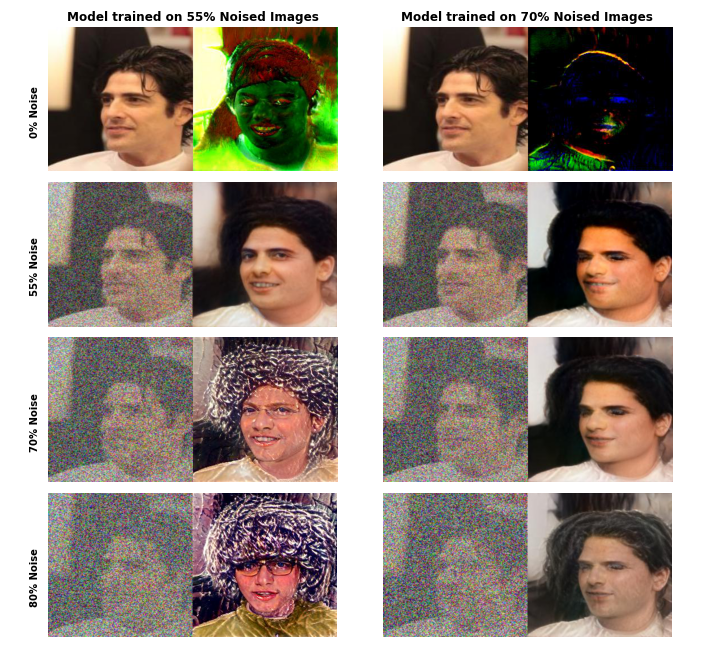 Model trained on 55% Noised Images
Model trained on 70% Noised Images
0% Noise
55% Noise
70% Noise
80% Noise